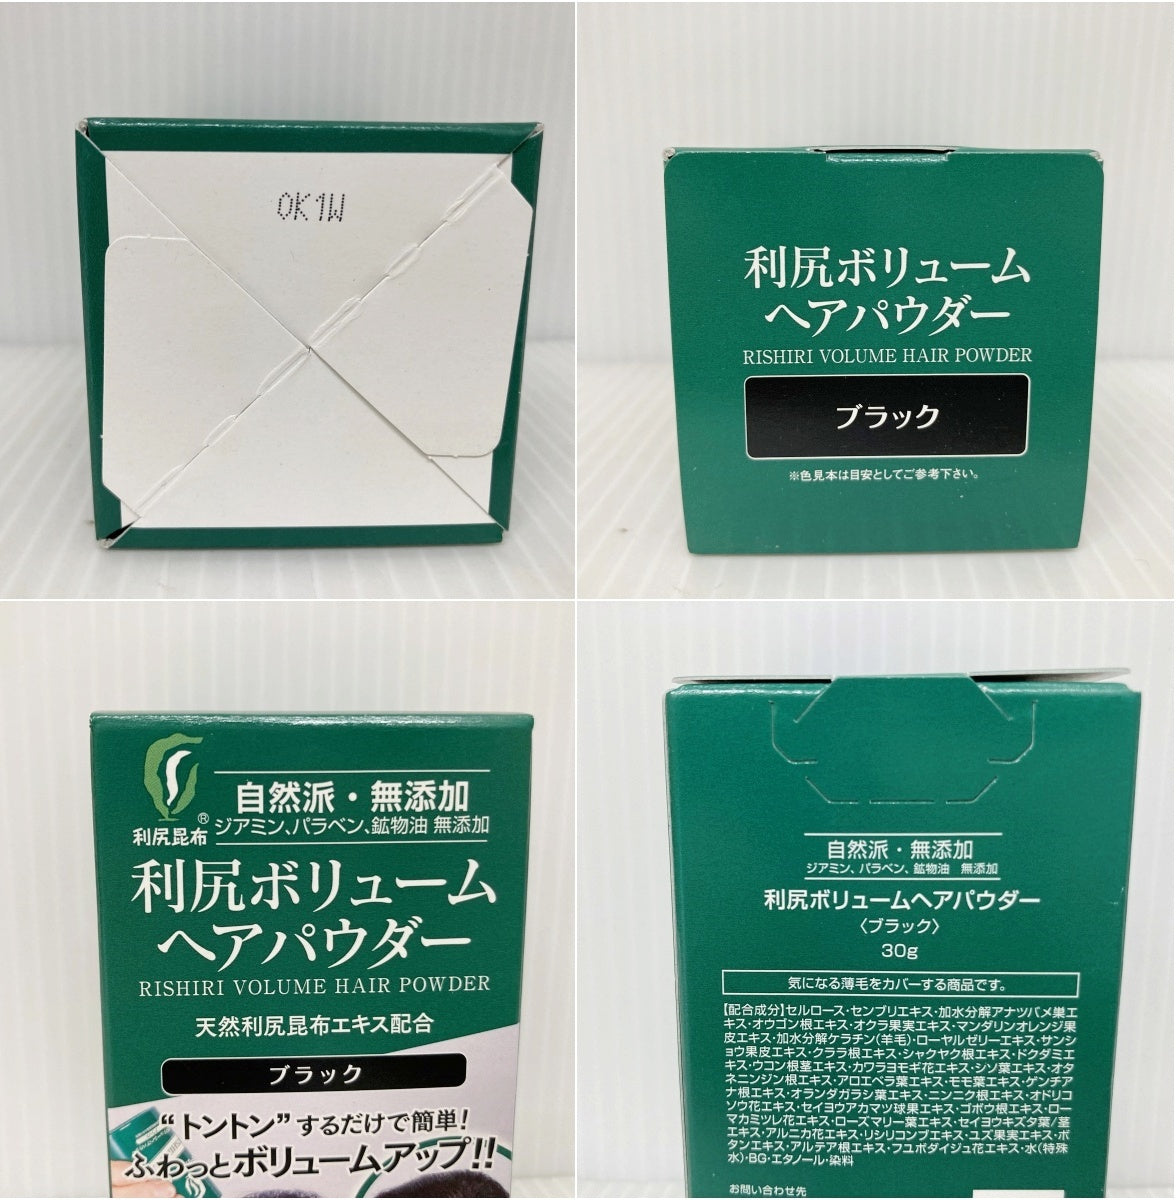 OK1W
利尻ボリューム
ヘアパウダー
RISHIRI VOLUME HAIR POWDER
ブラック
※色見本は目安としてご参考下さい。
利尻昆布®
自然派・無添加
ジアミン、パラベン、鉱物油 無添加
利尻ボリューム
ヘアパウダー
RISHIRI VOLUME HAIR POWDER
天然利尻昆布エキス配合
ブラック
“トントン”するだけで簡単!
ふわっとボリュームアップ!!
自然派・無添加
ジアミン、パラベン、鉱物油 無添加
利尻ボリュームヘアパウダー
〈ブラック〉
30g
気になる薄毛をカバーする商品です。
【配合成分】セルロース・センブリエキス・加水分解アナツバメ巣エ
キス・オウゴン根エキス・オクラ果実エキス・マンダリンオレンジ果
皮エキス・加水分解ケラチン(羊毛)・ローヤルゼリーエキス・サンシ
ョウ果皮エキス・クララ根エキス・シャクヤク根エキス・ドクダミエ
キス・ウコン根茎エキス・カワラヨモギ花エキス・シソ葉エキス・オタ
ネニンジン根エキス・アロエベラ葉エキス・モモ葉エキス・ゲンチア
ナ根エキス・オランダガラシ葉エキス・ニンニク根エキス・オドリコ
ソウ花エキス・セイヨウアカマツ球果エキス・ゴボウ根エキス・ロー
マカミツレ花エキス・ローズマリー葉エキス・セイヨウキズタ葉/茎
エキス・アルニカ花エキス・リシリコンブエキス・ユズ果実エキス・ボ
タンエキス・アルテア根エキス・フユボダイジュ花エキス・水(特殊
水)・BG・エタノール・染料
お問い合わせ先